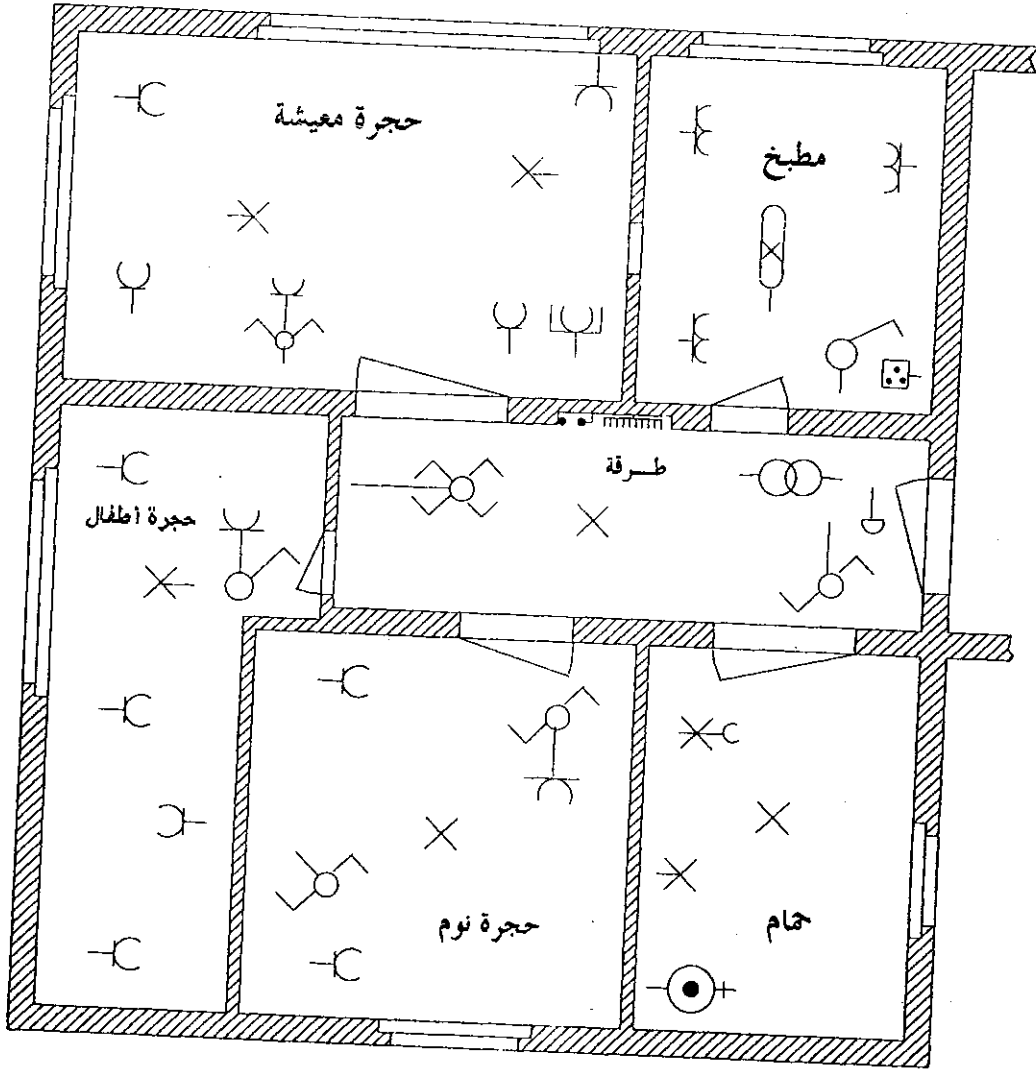 حجرة معيشة
مطبخ
طرقة
حجرة أطفال
حجرة نوم
حمام